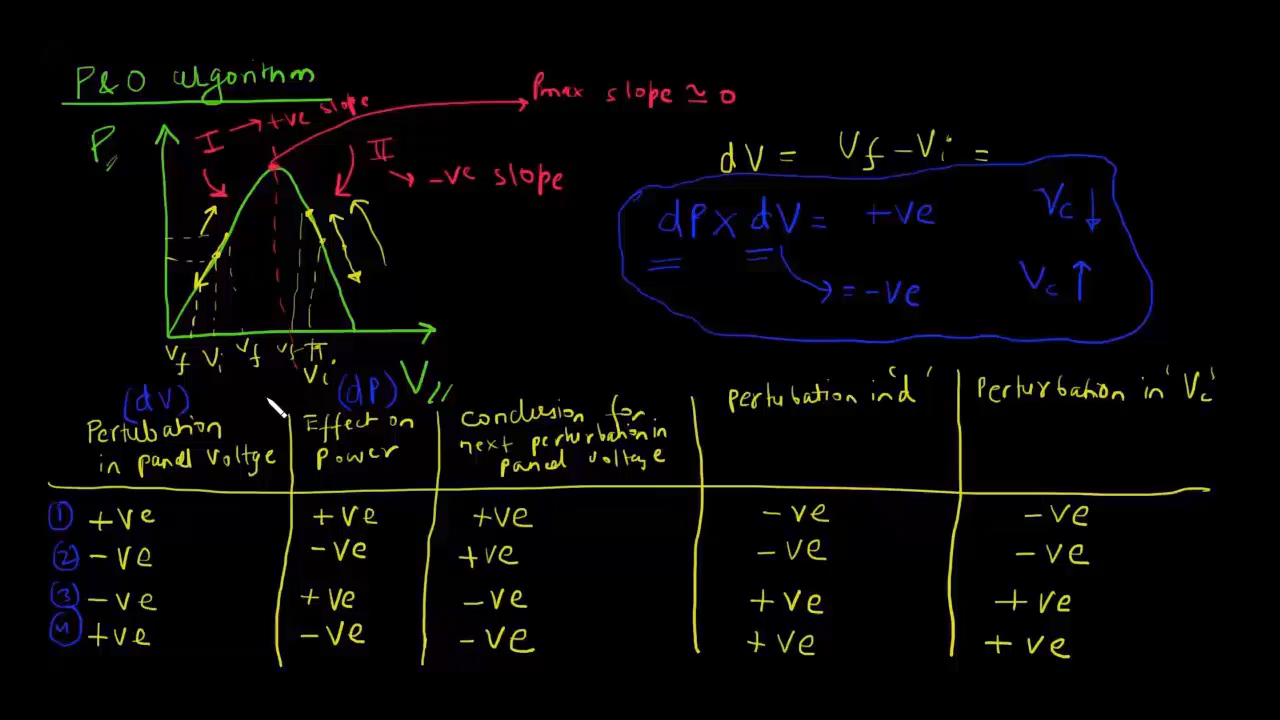 P&O algorithm
Pmax slope ≃ 0
I → +ve slope
P
II
→ -ve slope
dV = Vf - Vi =
dP x dV = +ve Vc ↓
= -ve Vc ↑
Vf Vi Vf Vf II
Vi
V
(dV) (dP)
Pertubation
in panel voltge
Effect on
power
Conclusion for
next perturbation in
panel voltage
perturbation in 'd'
perturbation in 'Vc'
1 +ve +ve +ve -ve -ve
2 -ve -ve +ve -ve -ve
3 -ve +ve -ve +ve +ve
4 +ve -ve -ve +ve +ve